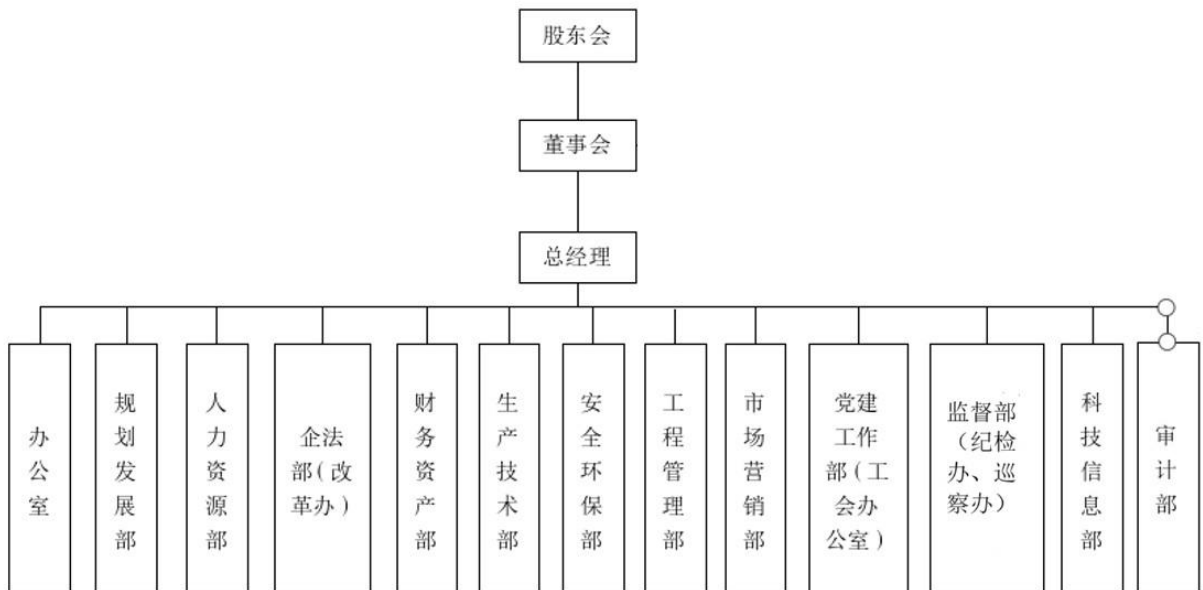 股东会
董事会
总经理
办公室
规划发展部
人力资源部
企法
部（改
革办）
财务资产部
生产技术部
安全环保部
工程管理部
市场营销部
党建
工作
部（工
会办
公室）
监督部
（纪检
办、巡
察办）
科技信息部
审计部